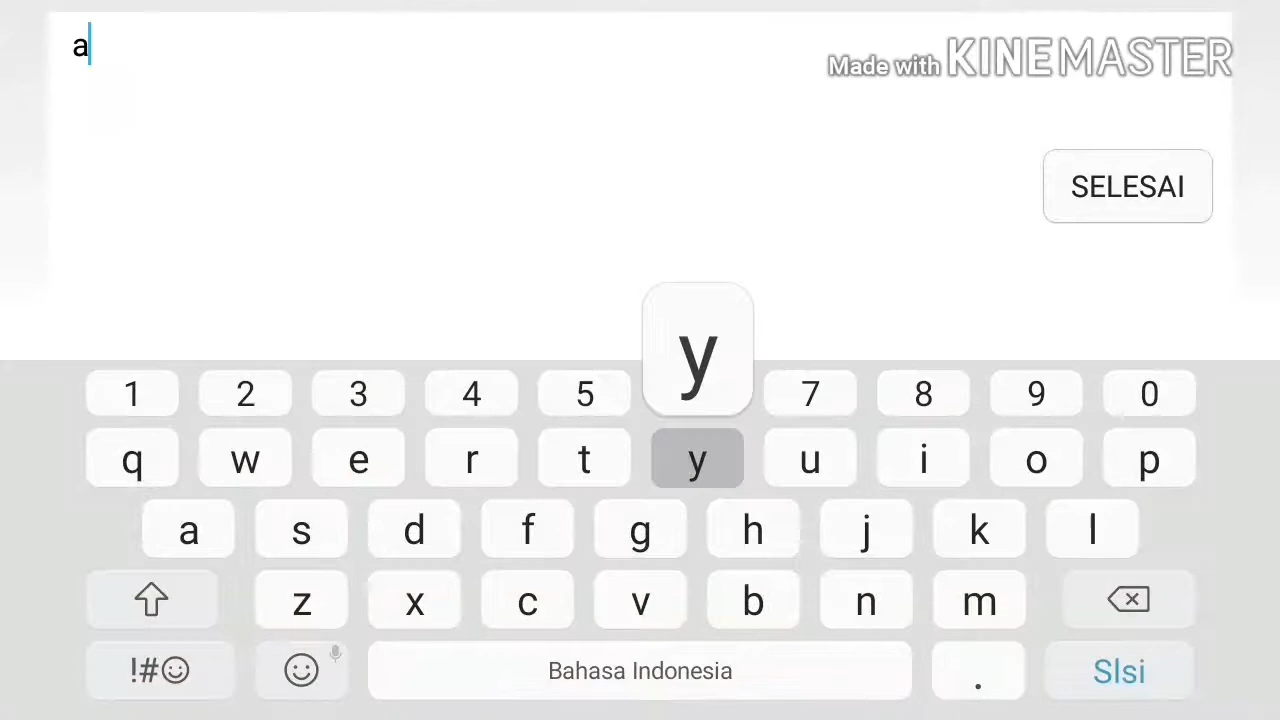 a
Made with KINEMASTER
SELESAI
y
1 2 3 4 5 7 8 9 0
q w e r t y u i o p
a s d f g h j k l
z x c v b n m
!#☺ Bahasa Indonesia . Slsi